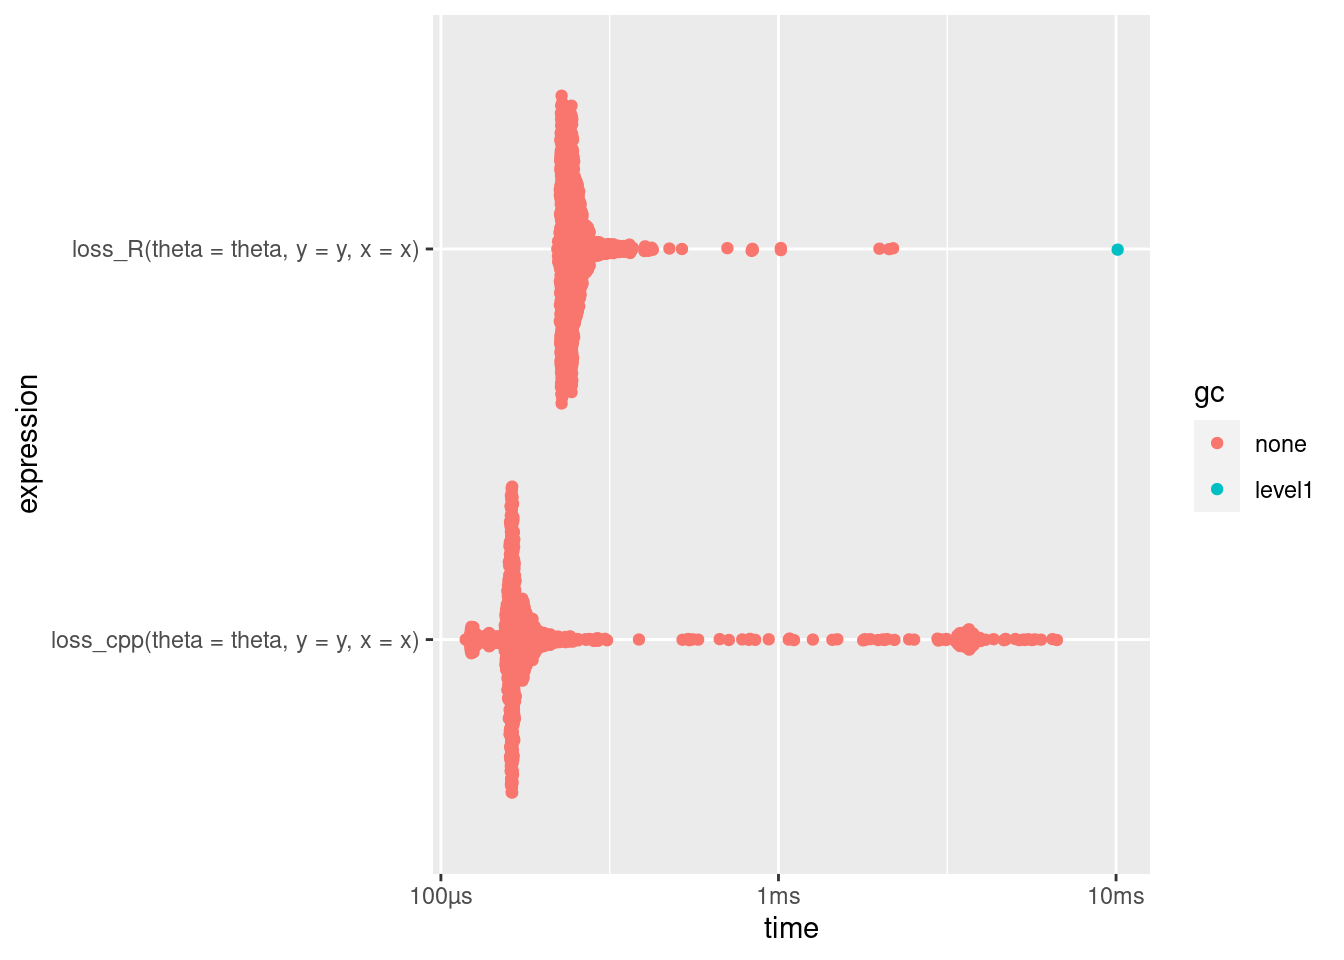 expression
loss_R(theta = theta, y = y, x = x)
loss_cpp(theta = theta, y = y, x = x)
100µs
1ms
10ms
time
gc
none
level1